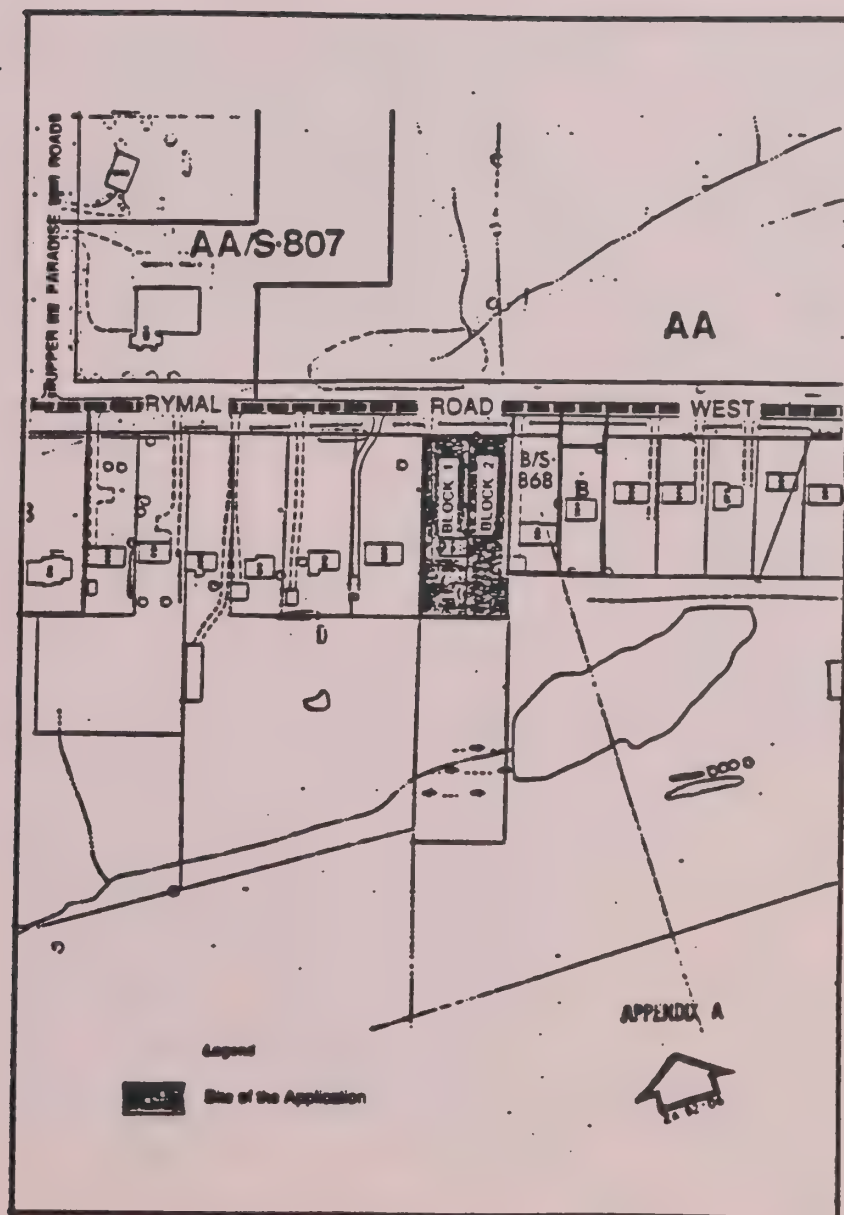 UPPER PARADISE ROADS
AA/S·807
AA
RYMAL ROAD WEST
BLOCK 1
BLOCK 2
B/S·
868
B
APPENDIX A
Legend
Site of the Application